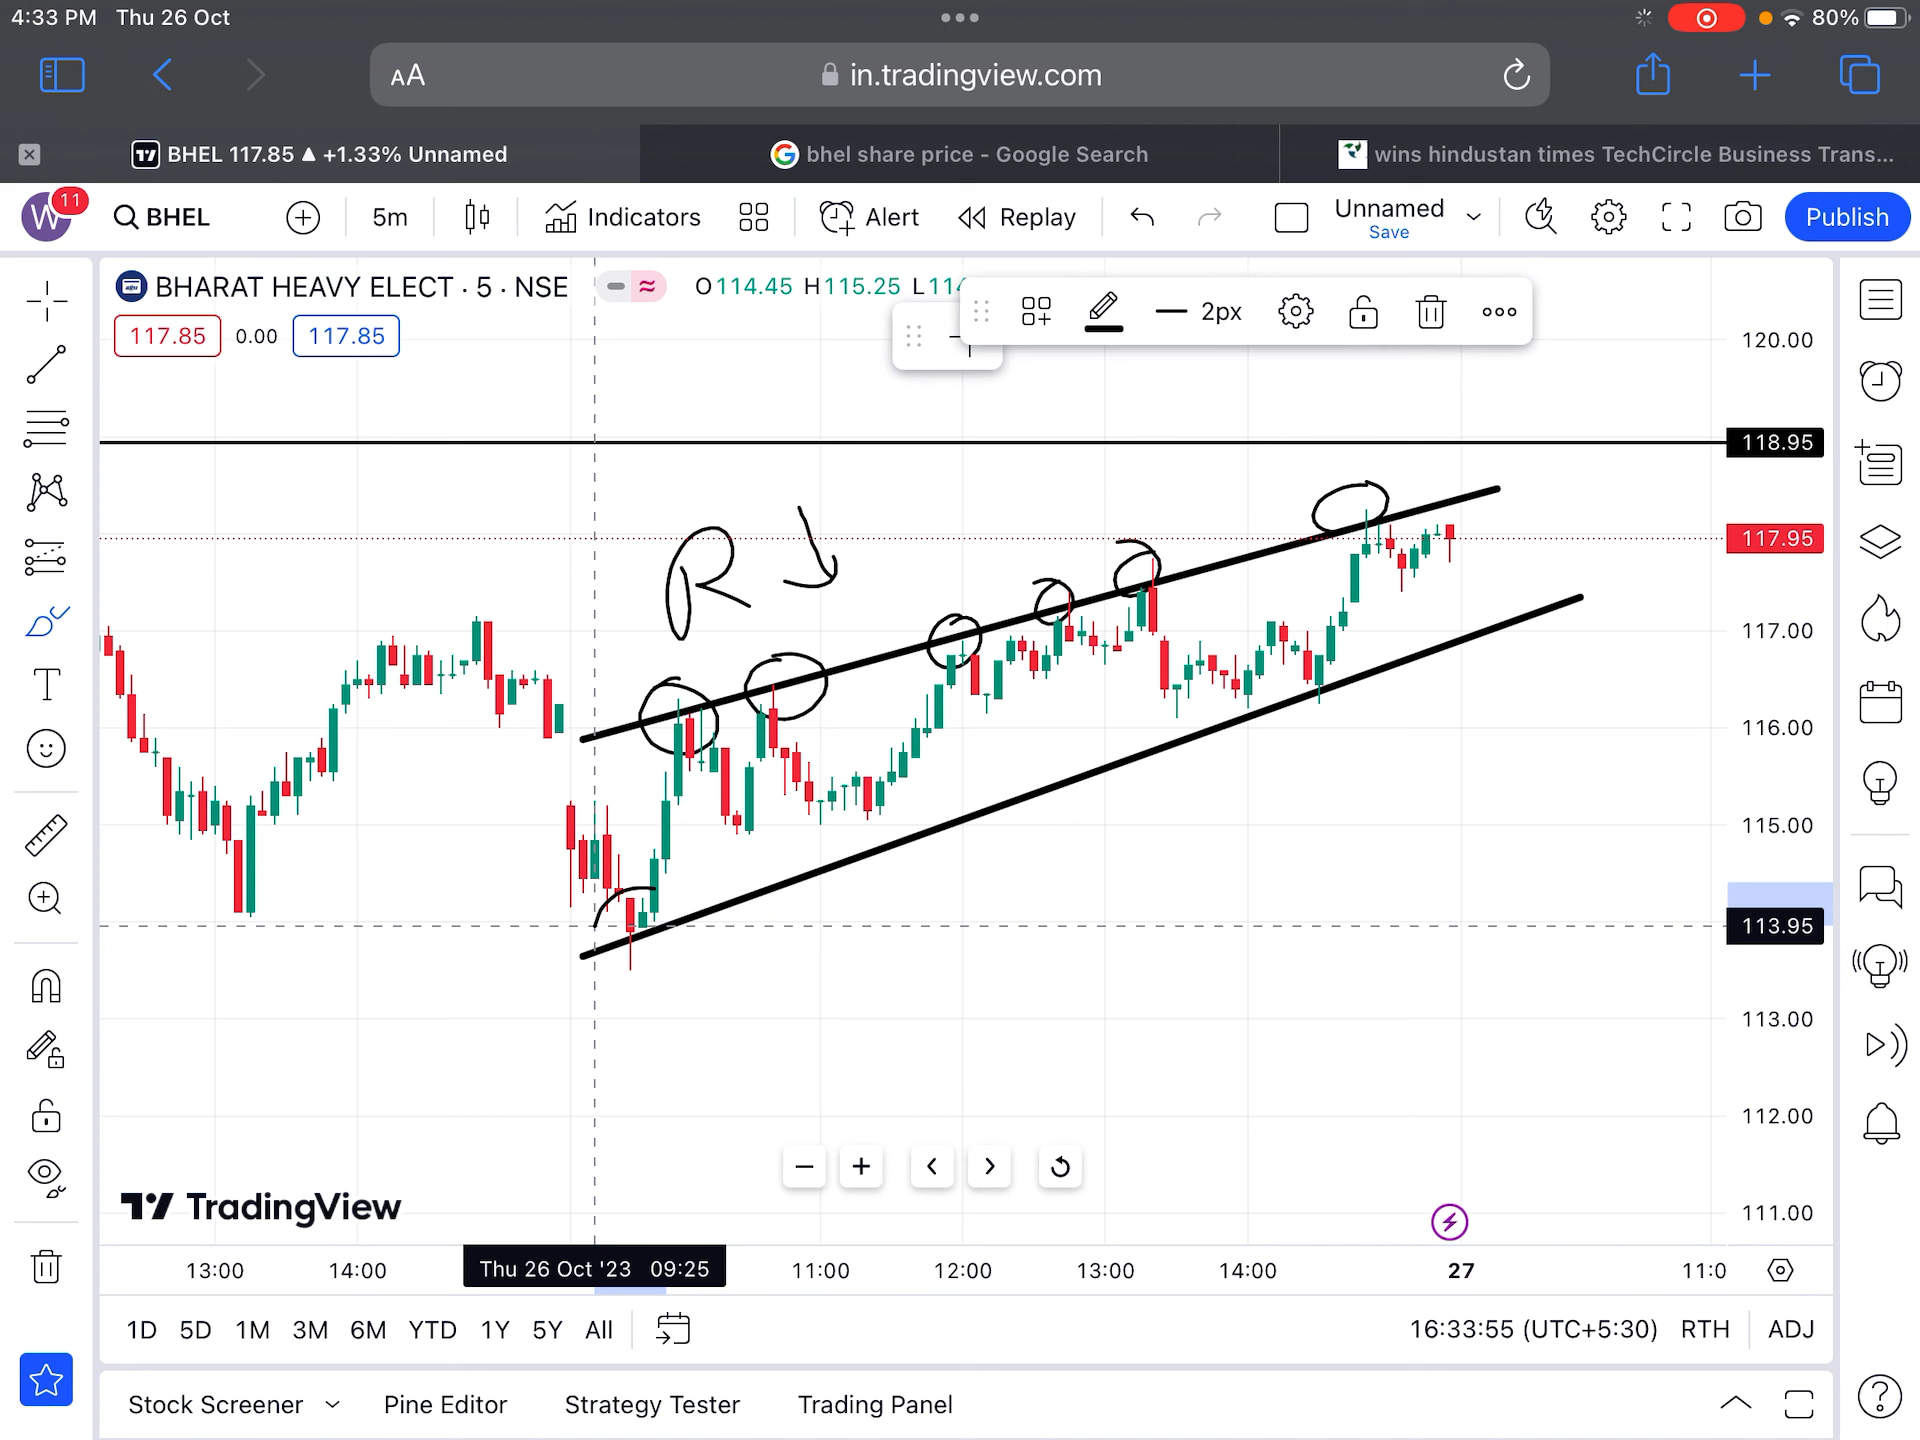 4:33 PM Thu 26 Oct 80%
AA in.tradingview.com
BHEL 117.85 ▲ +1.33% Unnamed bhel share price - Google Search wins hindustan times TechCircle Business Trans...
W 11 BHEL 5m Indicators Alert Replay Unnamed Save Publish
BHARAT HEAVY ELECT · 5 · NSE O114.45 H115.25 2px
117.85 0.00 117.85
120.00
118.95
R
117.95
117.00
116.00
115.00
113.95
113.00
112.00
TradingView
111.00
13:00 14:00 Thu 26 Oct '23 09:25 11:00 12:00 13:00 14:00 27 11:0
1D 5D 1M 3M 6M YTD 1Y 5Y All 16:33:55 (UTC+5:30) RTH ADJ
Stock Screener Pine Editor Strategy Tester Trading Panel